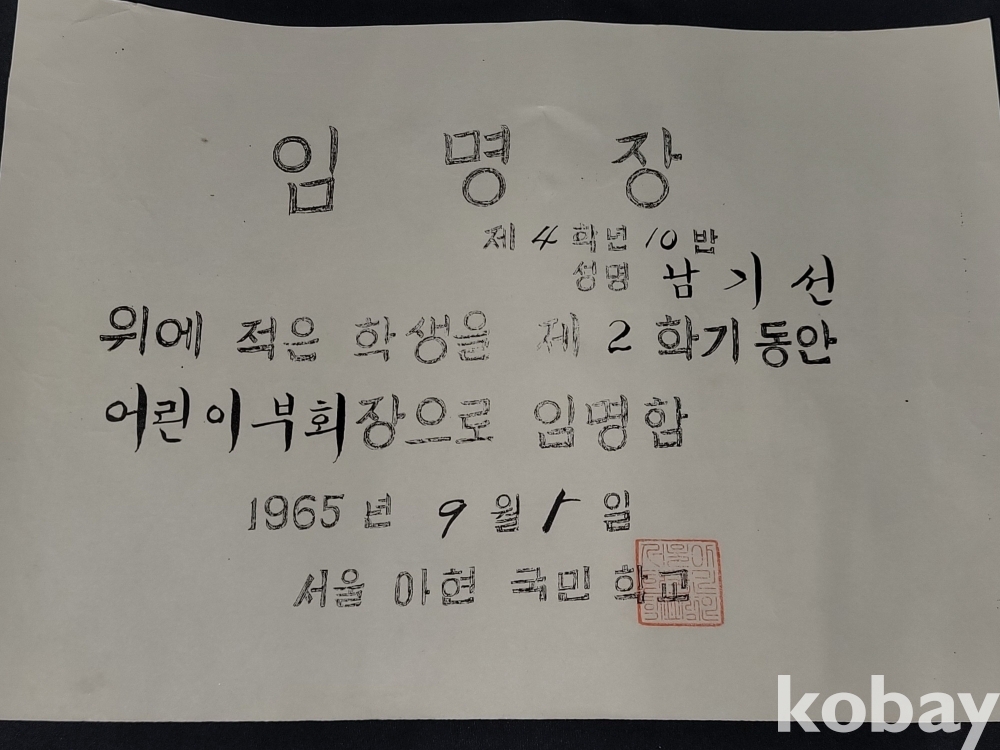 임명장
제 4 학년 10 반
성명 남기선
위에 적은 학생을 제 2 학기동안
어린이부회장으로 임명함
1965 년 9 월 1 일
서울 아현 국민 학교
kobay